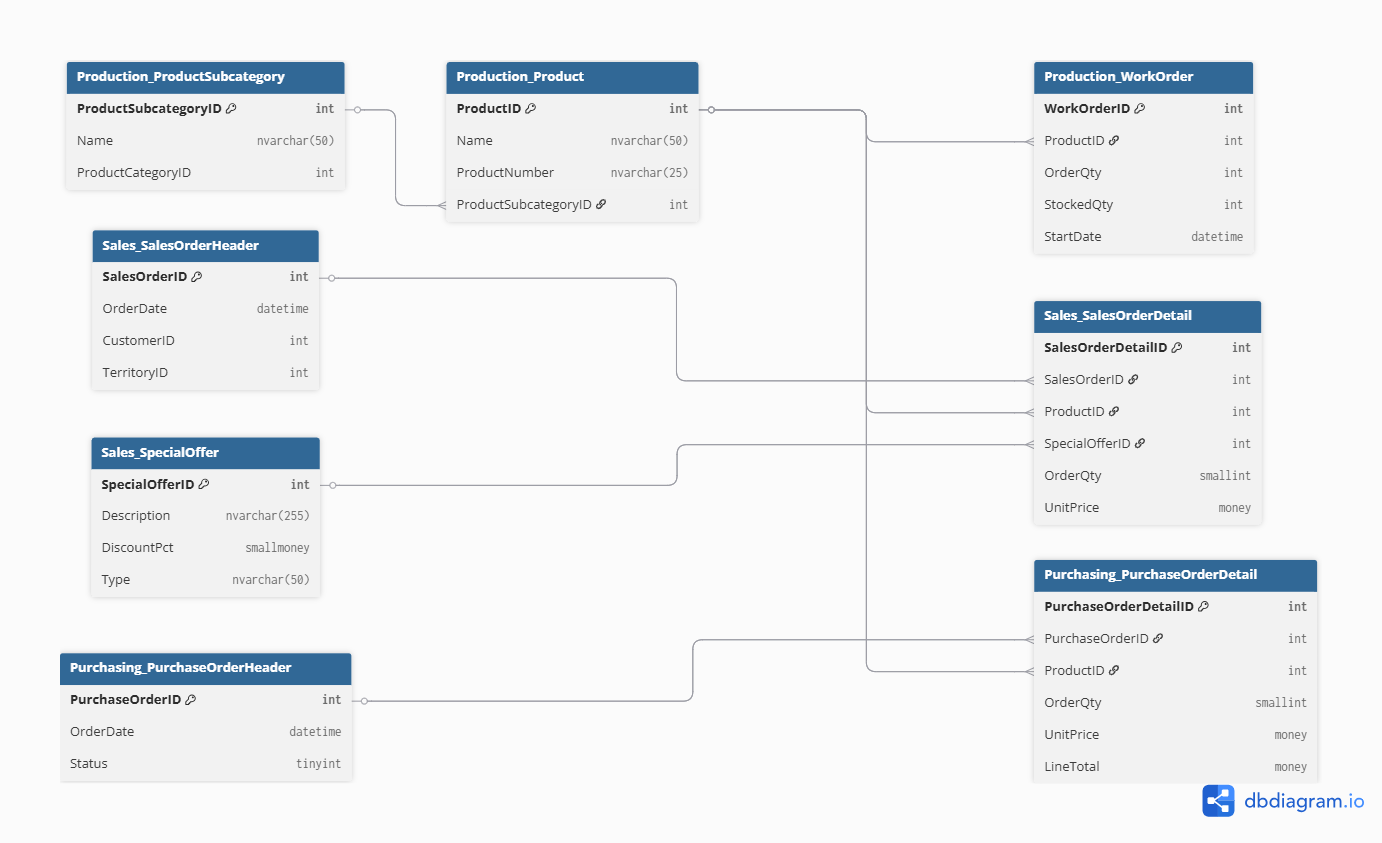 Production_ProductSubcategory
ProductSubcategoryID int
Name nvarchar(50)
ProductCategoryID int
Production_Product
ProductID int
Name nvarchar(50)
ProductNumber nvarchar(25)
ProductSubcategoryID int
Production_WorkOrder
WorkOrderID int
ProductID int
OrderQty int
StockedQty int
StartDate datetime
Sales_SalesOrderHeader
SalesOrderID int
OrderDate datetime
CustomerID int
TerritoryID int
Sales_SalesOrderDetail
SalesOrderDetailID int
SalesOrderID int
ProductID int
SpecialOfferID int
OrderQty smallint
UnitPrice money
Sales_SpecialOffer
SpecialOfferID int
Description nvarchar(255)
DiscountPct smallmoney
Type nvarchar(50)
Purchasing_PurchaseOrderDetail
PurchaseOrderDetailID int
PurchaseOrderID int
ProductID int
OrderQty smallint
UnitPrice money
LineTotal money
Purchasing_PurchaseOrderHeader
PurchaseOrderID int
OrderDate datetime
Status tinyint
dbdiagram.io